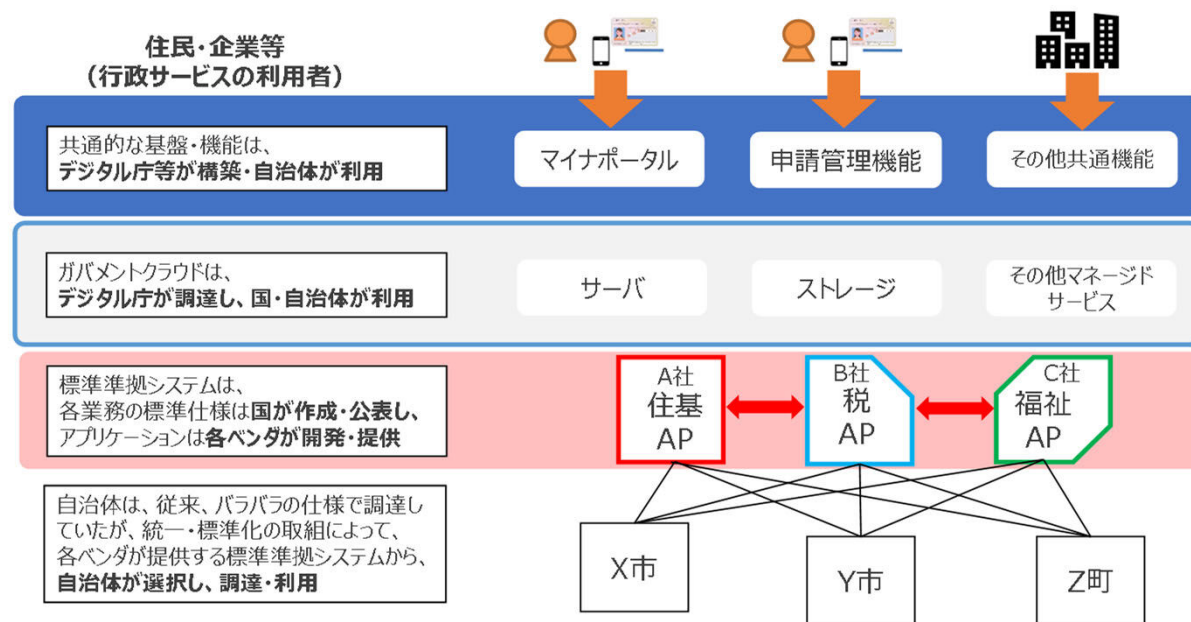 住民・企業等
（行政サービスの利用者）
共通的な基盤・機能は、
デジタル庁等が構築・自治体が利用
マイナポータル
申請管理機能
その他共通機能
ガバメントクラウドは、
デジタル庁が調達し、国・自治体が利用
サーバ
ストレージ
その他マネージド
サービス
標準準拠システムは、
各業務の標準仕様は国が作成・公表し、
アプリケーションは各ベンダが開発・提供
A社
住基
AP
B社
税
AP
C社
福祉
AP
自治体は、従来、バラバラの仕様で調達し
ていたが、統一・標準化の取組によって、
各ベンダが提供する標準準拠システムから、
自治体が選択し、調達・利用
X市
Y市
Z町